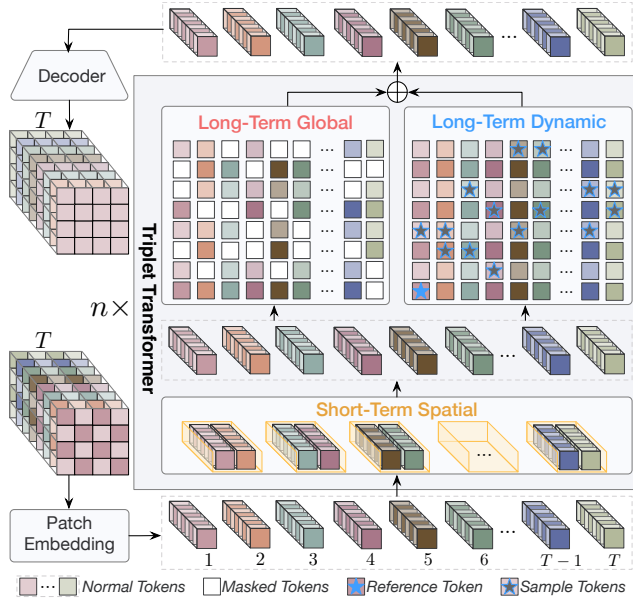 Decoder
T
Long-Term Global
Long-Term Dynamic
...
...
Triplet Transformer
n×
T
...
Short-Term Spatial
...
Patch
Embedding
1 2 3 4 5 6 ... T − 1 T
... Normal Tokens Masked Tokens Reference Token Sample Tokens